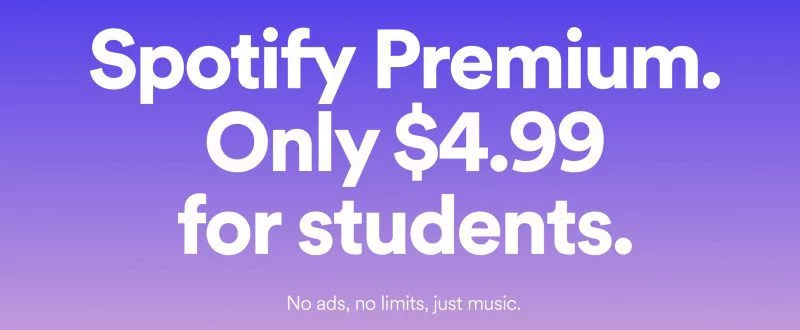 Spotify Premium.
Only $4.99
for students.
No ads, no limits, just music.